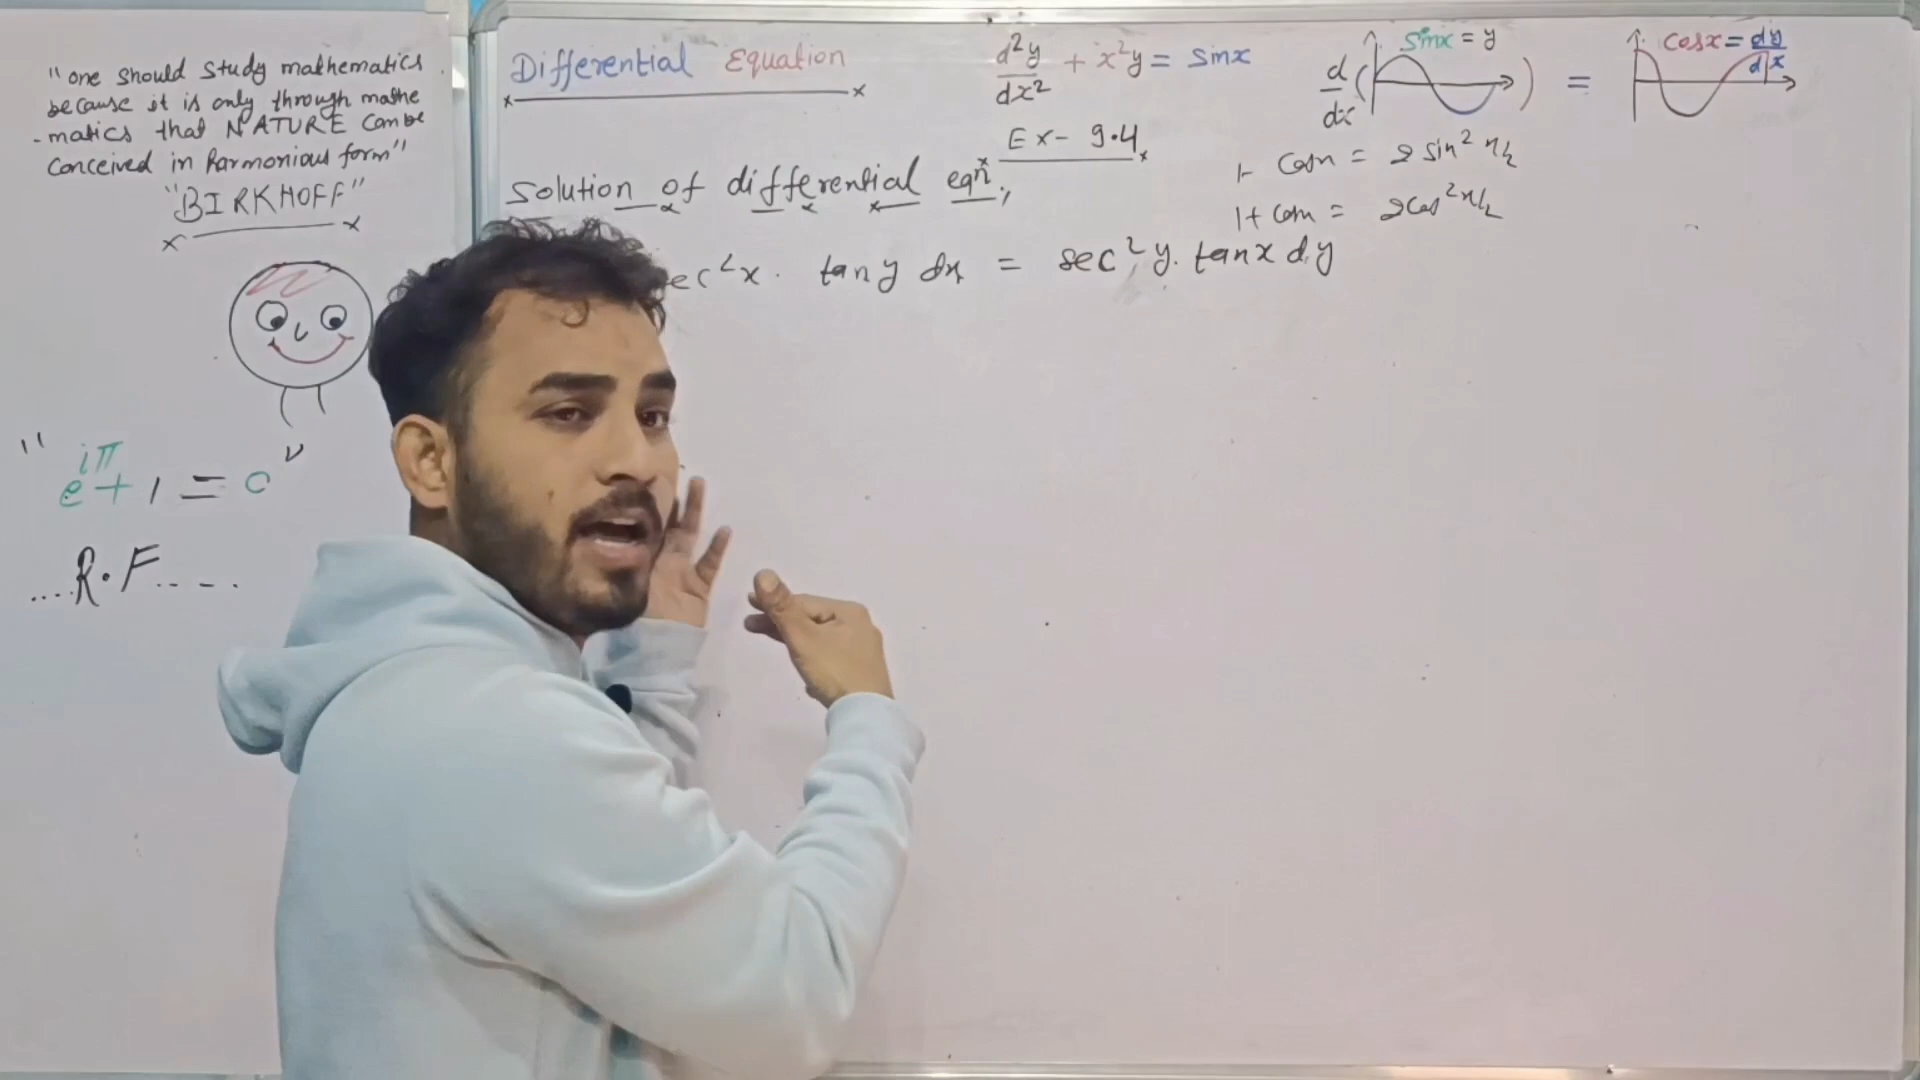 "one should study mathematics
because it is only through mathe
-matics that NATURE can be
conceived in harmonious form"
"BIRKHOFF"
" e^iπ + 1 = 0 "
....R.F.... 
Differential Equation
d²y/dx² + x²y = sinx
d/dx ( sinx = y ) = cosx = dy/dx
Ex- 9.4
1- cosx = 2 sin² x/2
1+ cosx = 2cos² x/2
Solution of differential eqn.,
ec²x. tany dx = sec²y. tanx dy